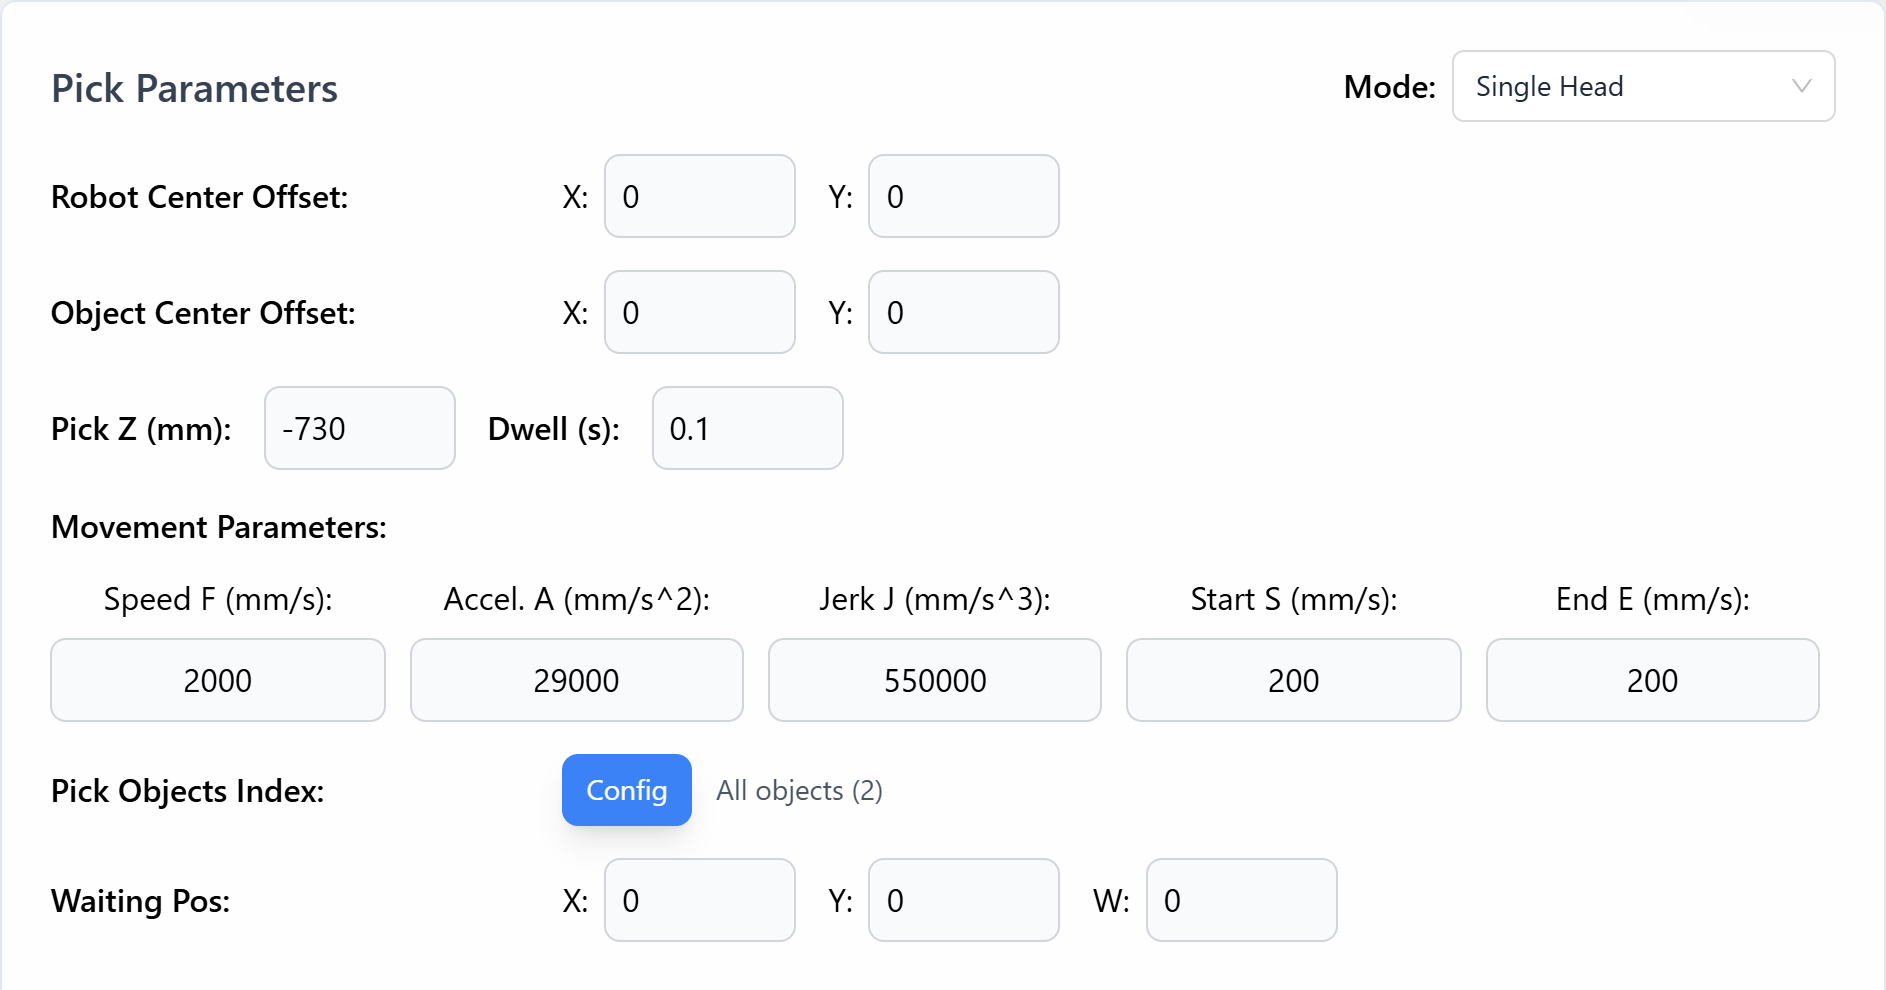 Pick Parameters Mode: Single Head
Robot Center Offset: X: 0 Y: 0
Object Center Offset: X: 0 Y: 0
Pick Z (mm): -730 Dwell (s): 0.1
Movement Parameters:
Speed F (mm/s): Accel. A (mm/s^2): Jerk J (mm/s^3): Start S (mm/s): End E (mm/s):
2000 29000 550000 200 200
Pick Objects Index: Config All objects (2)
Waiting Pos: X: 0 Y: 0 W: 0